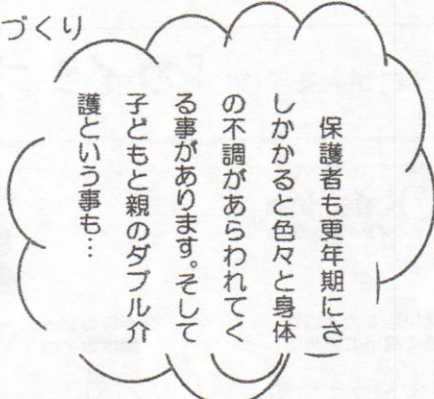 づくり
保護者も更年期にさ
しかかると色々と身体
の不調があらわれてく
る事があります。そして
子どもと親のダブル介
護という事も…